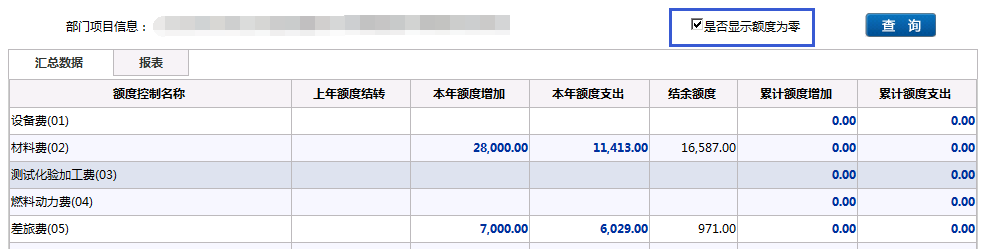 部门项目信息： 是否显示额度为零 查 询
汇总数据 报表
额度控制名称 上年额度结转 本年额度增加 本年额度支出 结余额度 累计额度增加 累计额度支出
设备费(01) 0.00 0.00
材料费(02) 28,000.00 11,413.00 16,587.00 0.00 0.00
测试化验加工费(03) 0.00 0.00
燃料动力费(04) 0.00 0.00
差旅费(05) 7,000.00 6,029.00 971.00 0.00 0.00